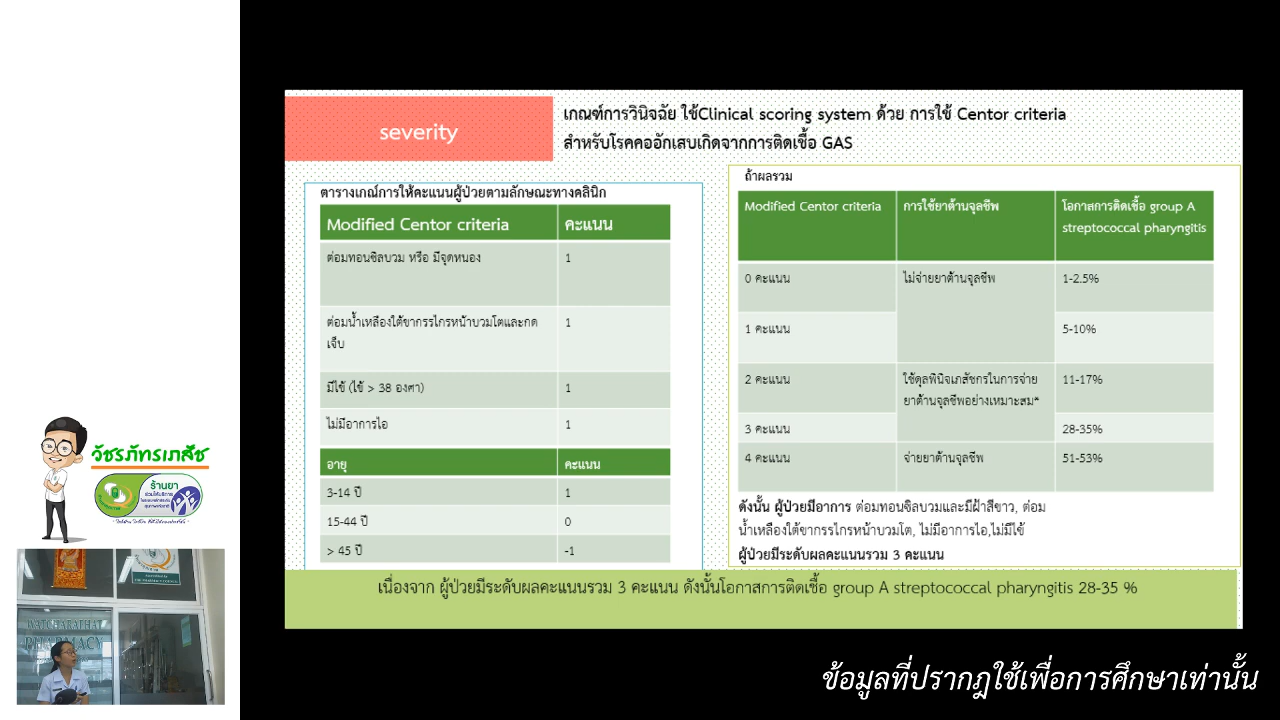 severity
เกณฑ์การวินิจฉัย ใช้Clinical scoring system ด้วย การใช้ Centor criteria
สำหรับโรคคออักเสบเกิดจากการติดเชื้อ GAS
ตารางเกณ์การให้คะแนนผู้ป่วยตามลักษณะทางคลินิก
Modified Centor criteria คะแนน
ต่อมทอนซิลบวม หรือ มีจุดหนอง 1
ต่อมน้ำเหลืองใต้ขากรรไกรหน้าบวมโตและกด
เจ็บ 1
มีไข้ (ไข้ > 38 องศา) 1
ไม่มีอาการไอ 1
อายุ คะแนน
3-14 ปี 1
15-44 ปี 0
> 45 ปี -1
ถ้าผลรวม
Modified Centor criteria การใช้ยาต้านจุลชีพ โอกาสการติดเชื้อ group A
streptococcal pharyngitis
0 คะแนน ไม่จ่ายยาต้านจุลชีพ 1-2.5%
1 คะแนน 5-10%
2 คะแนน ใช้ดุลพินิจเภสัชกรในการจ่าย 11-17%
ยาต้านจุลชีพอย่างเหมาะสม*
3 คะแนน 28-35%
4 คะแนน จ่ายยาต้านจุลชีพ 51-53%
ดังนั้น ผู้ป่วยมีอาการ ต่อมทอนซิลบวมและมีฝ้าสีขาว, ต่อม
น้ำเหลืองใต้ขากรรไกรหน้าบวมโต, ไม่มีอาการไอ,ไม่มีไข้
ผู้ป่วยมีระดับผลคะแนนรวม 3 คะแนน
เนื่องจาก ผู้ป่วยมีระดับผลคะแนนรวม 3 คะแนน ดังนั้นโอกาสการติดเชื้อ group A streptococcal pharyngitis 28-35 %
วัชรภัทรเภสัช
ร้านยา
WATCHARAPHAT
PHARMACY
ข้อมูลที่ปรากฏใช้เพื่อการศึกษาเท่านั้น